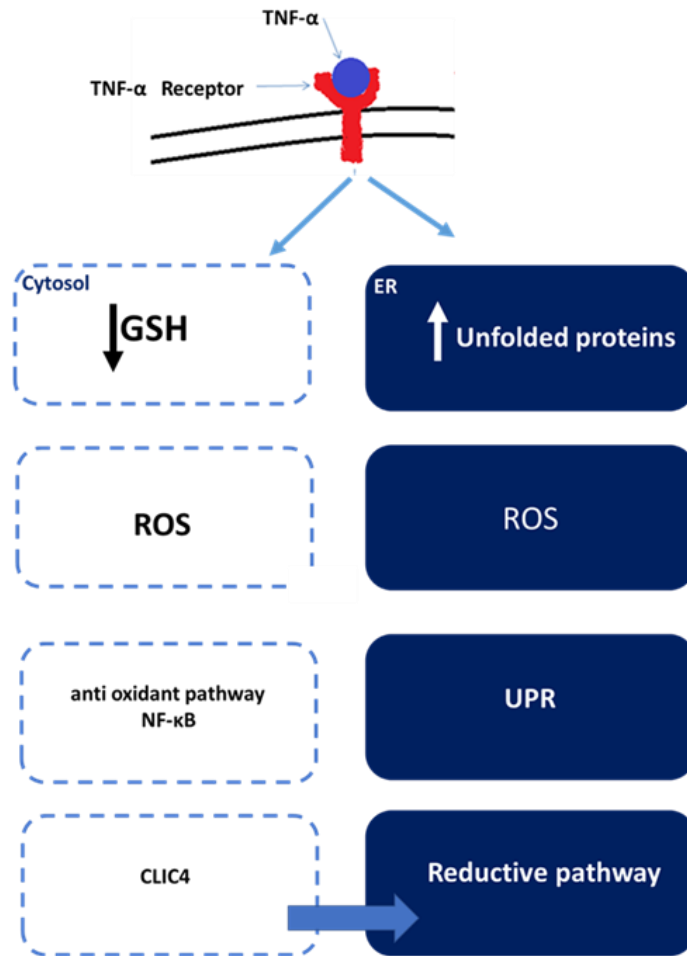 TNF-α
TNF-α Receptor
Cytosol
GSH
ER
Unfolded proteins
ROS
ROS
anti oxidant pathway
NF-κB
UPR
CLIC4
Reductive pathway